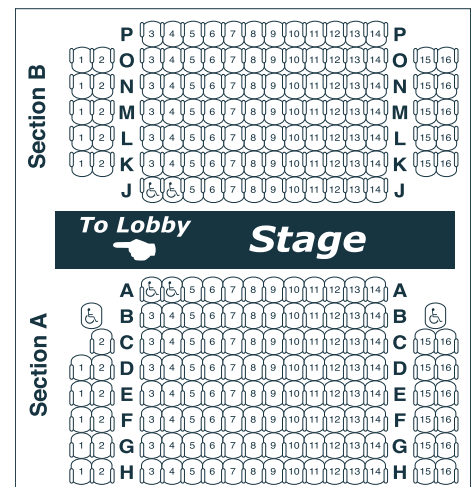 P 3 4 5 6 7 8 9 10 11 12 13 14 P
1 2 O 3 4 5 6 7 8 9 10 11 12 13 14 O 15 16
1 2 N 3 4 5 6 7 8 9 10 11 12 13 14 N 15 16
Section B
1 2 M 3 4 5 6 7 8 9 10 11 12 13 14 M 15 16
1 2 L 3 4 5 6 7 8 9 10 11 12 13 14 L 15 16
1 2 K 3 4 5 6 7 8 9 10 11 12 13 14 K 15 16
J 5 6 7 8 9 10 11 12 13 14 J
To Lobby
Stage
A 5 6 7 8 9 10 11 12 13 14 A
B 3 4 5 6 7 8 9 10 11 12 13 14 B
2 C 3 4 5 6 7 8 9 10 11 12 13 14 C 15 16
Section A
1 2 D 3 4 5 6 7 8 9 10 11 12 13 14 D 15 16
1 2 E 3 4 5 6 7 8 9 10 11 12 13 14 E 15 16
1 2 F 3 4 5 6 7 8 9 10 11 12 13 14 F 15 16
1 2 G 3 4 5 6 7 8 9 10 11 12 13 14 G 15 16
1 2 H 3 4 5 6 7 8 9 10 11 12 13 14 H 15 16